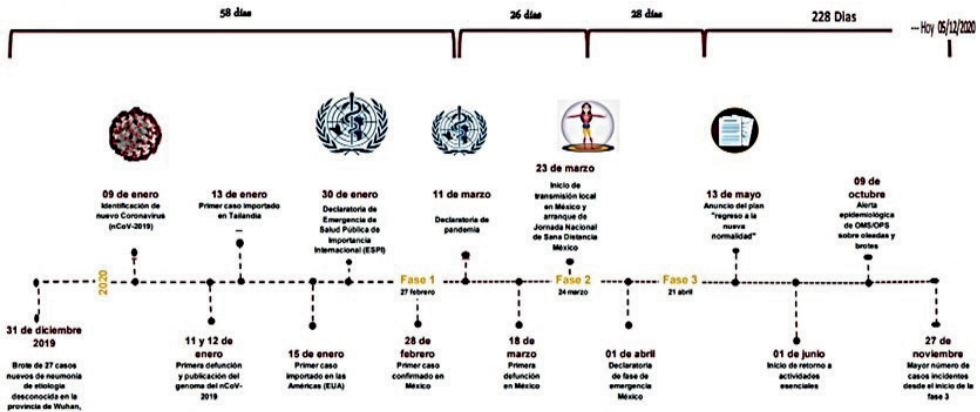 58 días
26 días
28 días
228 Dias
--- Hoy 05/12/2020
09 de enero
Identificación de
nuevo Coronavirus
(nCoV-2019)
13 de enero
Primer caso importado
en Tailandia
30 de enero
Declaratoria de
Emergencia de
Salud Pública de
Importancia
Internacional (ESPI)
11 de marzo
Declaratoria de
pandemia
23 de marzo
Inicio de
transmisión local
en México y
arranque de
Jornada Nacional
de Sana Distancia
México
13 de mayo
Anuncio del plan
"regreso a la
nueva
normalidad"
09 de
octubre
Alerta
epidemiológica
de OMS/OPS
sobre oleadas y
brotes
2020
Fase 1
27 febrero
Fase 2
24 marzo
Fase 3
21 abril
31 de diciembre
2019
Brote de 27 casos
nuevos de neumonía
de etiología
desconocida en la
provincia de Wuhan,
11 y 12 de
enero
Primera defunción
y publicación del
genoma del nCoV-
2019
15 de enero
Primer caso
importado en las
Américas (EUA)
28 de
febrero
Primer caso
confirmado en
México
18 de
marzo
Primera
defunción
en México
01 de abril
Declaratoria
de fase de
emergencia
México
01 de junio
Inicio de retorno a
actividades
esenciales
27 de
noviembre
Mayor número de
casos incidentes
desde el inicio de la
fase 3